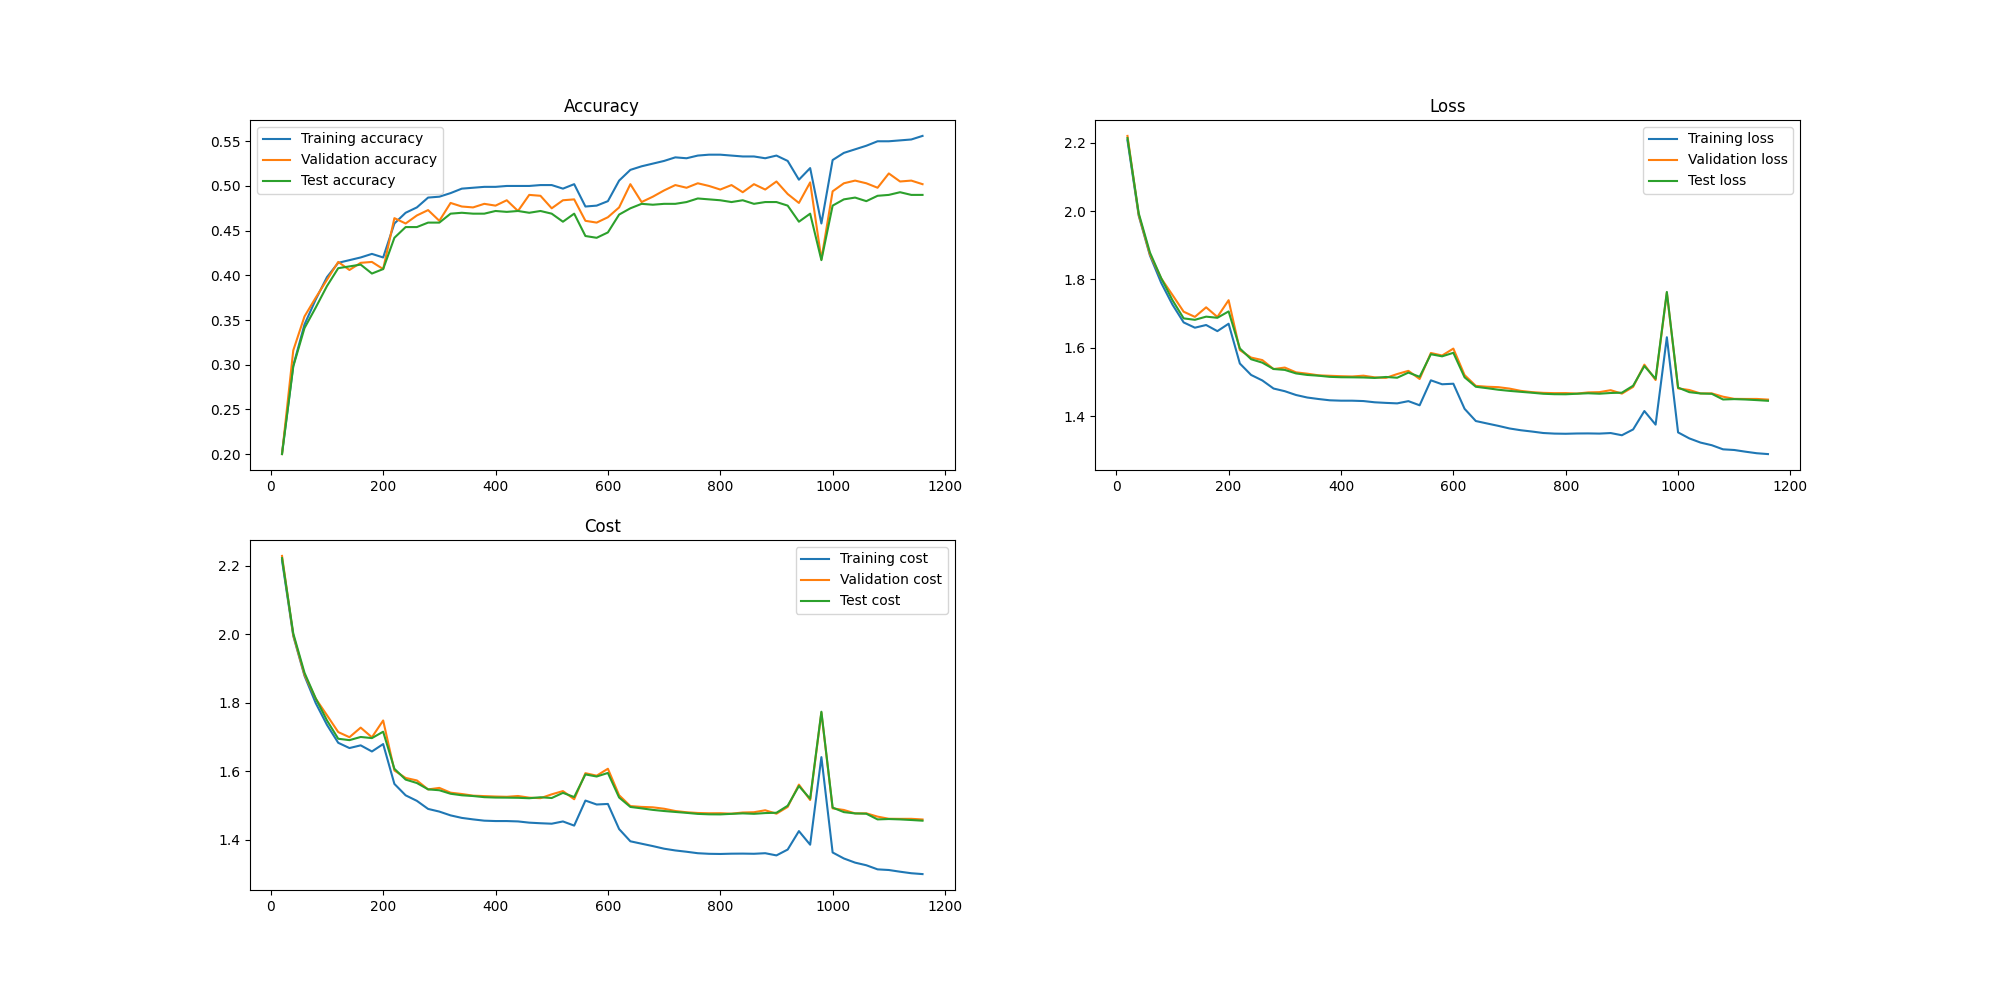 Accuracy
Training accuracy
Validation accuracy
Test accuracy
0.55
0.50
0.45
0.40
0.35
0.30
0.25
0.20
0 200 400 600 800 1000 1200
Loss
Training loss
Validation loss
Test loss
2.2
2.0
1.8
1.6
1.4
0 200 400 600 800 1000 1200
Cost
Training cost
Validation cost
Test cost
2.2
2.0
1.8
1.6
1.4
0 200 400 600 800 1000 1200